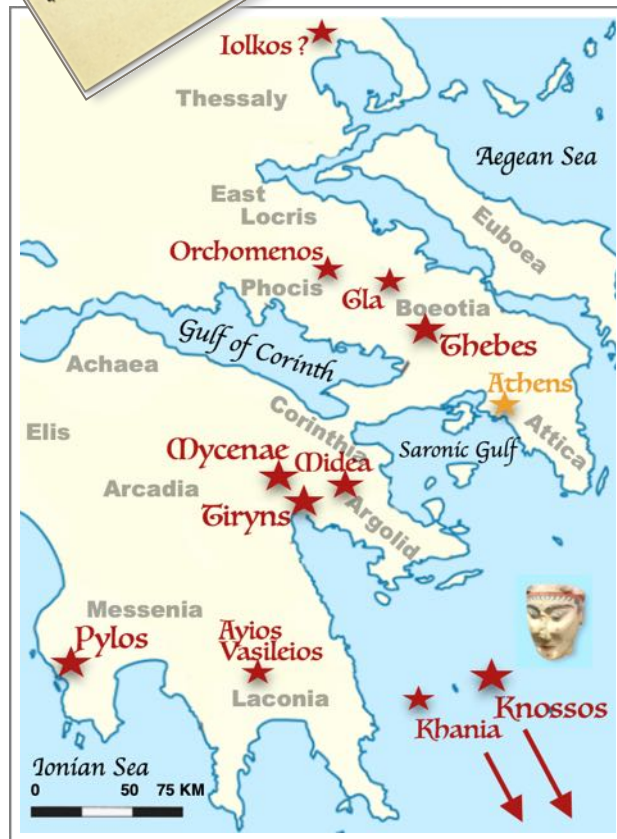 Iolkos ?
Thessaly
Aegean Sea
East
Locris
Euboea
Orchomenos
Phocis
Gla
Boeotia
Gulf of Corinth
Thebes
Achaea
Athens
Corinthia
Elis
Mycenae
Midea
Saronic Gulf
Attica
Arcadia
Tiryns
Argolid
Messenia
Pylos
Ayios
Vasileios
Laconia
Knossos
Khania
Ionian Sea
0 50 75 KM